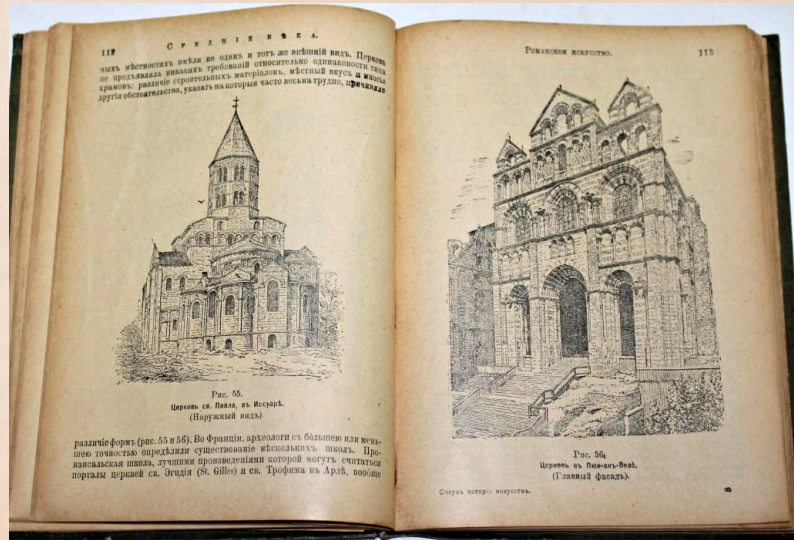 112
СРЕДНІЕ ВѢКА.
ныхъ мѣстностяхъ имѣли не одинъ и тотъ же внѣшній видъ. Церковь
не предъявляла никакихъ требованій относительно одинаковости типа
храмовъ: различіе строительныхъ матеріаловъ, мѣстный вкусъ и многія
другія обстоятельства, указать на которыя часто весьма трудно, причинили
Рис. 55.
Церковь св. Павла, въ Иссуарѣ.
(Наружный видъ)
различіе формъ (рис. 55 и 56). Во Франціи, археологи съ большею или мень-
шею точностью опредѣлили существованіе нѣсколькихъ школъ. Про-
вансальская школа, лучшими произведеніями которой могутъ считаться
порталы церквей св. Эгидія (St. Gilles) и св. Трофима въ Арлѣ, вообще
Романское искусство.
113
Рис. 56.
Церковь въ Пюи-анъ-Велэ.
(Главный фасадъ).
Очеркъ исторіи искусствъ.
8